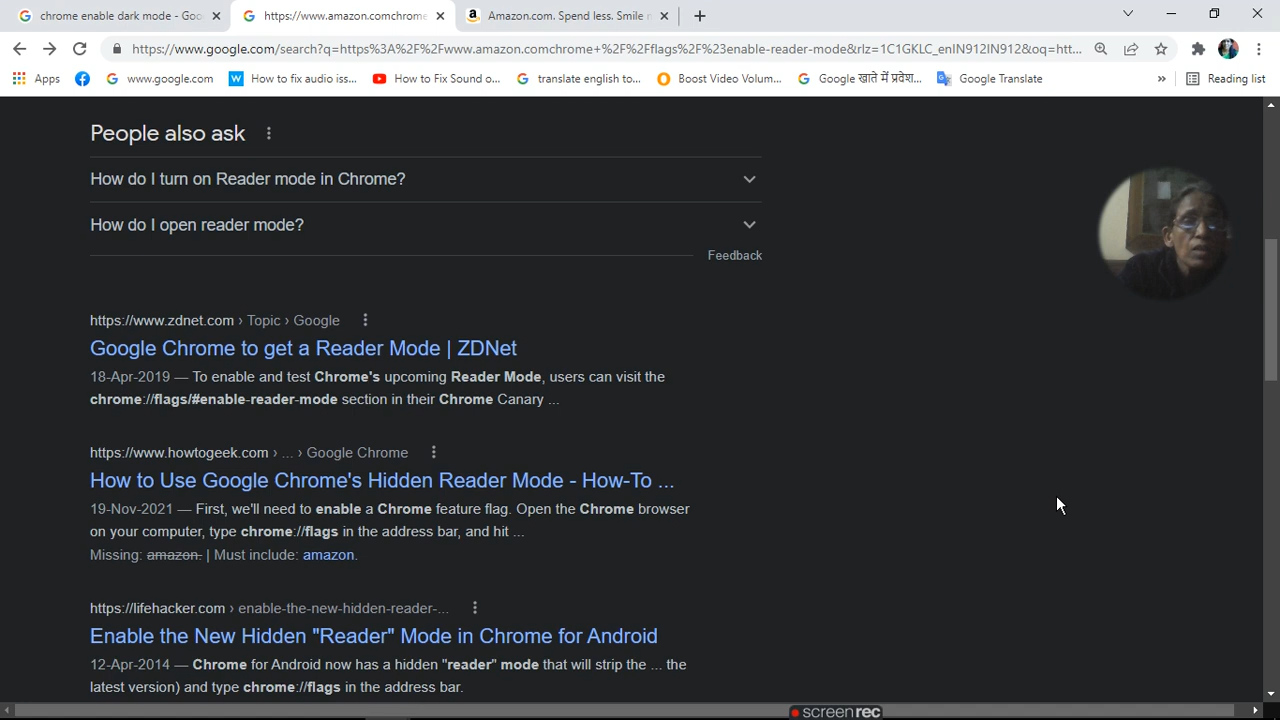 chrome enable dark mode - Goo
https://www.amazon.comchrome
Amazon.com. Spend less. Smile m
https://www.google.com/search?q=https%3A%2F%2Fwww.amazonomchrome+%2F%2Fflags%2F%23enable-reader-mode&rlz=1C1GKLC_enIN912IN912&oq=htt...
Apps
www.google.com
How to fix audio iss...
How to Fix Sound o...
translate english to...
Boost Video Volum...
Google खाते में प्रवेश...
Google Translate
»
Reading list
People also ask
How do I turn on Reader mode in Chrome?
How do I open reader mode?
Feedback
https://www.zdnet.com › Topic › Google
Google Chrome to get a Reader Mode | ZDNet
18-Apr-2019 — To enable and test Chrome's upcoming Reader Mode, users can visit the
chrome://flags/#enable-reader-mode section in their Chrome Canary ...
https://www.howtogeek.com › ... › Google Chrome
How to Use Google Chrome's Hidden Reader Mode - How-To ...
19-Nov-2021 — First, we'll need to enable a Chrome feature flag. Open the Chrome browser
on your computer, type chrome://flags in the address bar, and hit ...
Missing: amazon. | Must include: amazon.
https://lifehacker.com › enable-the-new-hidden-reader-...
Enable the New Hidden "Reader" Mode in Chrome for Android
12-Apr-2014 — Chrome for Android now has a hidden "reader" mode that will strip the ... the
latest version) and type chrome://flags in the address bar.
screenrec